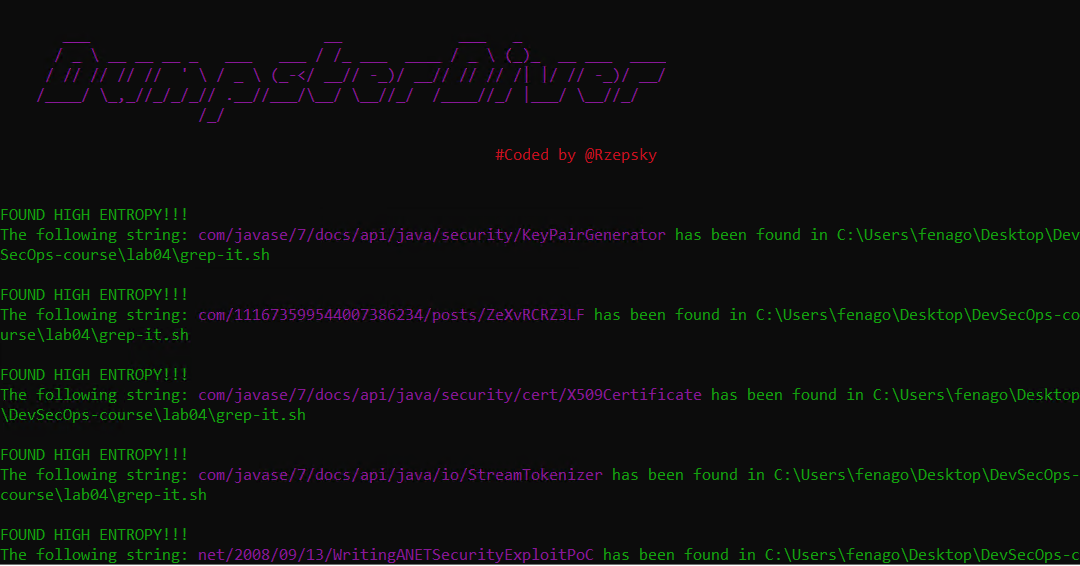 DumpsterDiver
#Coded by @Rzepsky
FOUND HIGH ENTROPY!!!
The following string: com/javase/7/docs/api/java/security/KeyPairGenerator has been found in C:\Users\fenago\Desktop\Dev
SecOps-course\lab04\grep-it.sh
FOUND HIGH ENTROPY!!!
The following string: com/111673599544007386234/posts/ZeXvRCRZ3LF has been found in C:\Users\fenago\Desktop\DevSecOps-co
urse\lab04\grep-it.sh
FOUND HIGH ENTROPY!!!
The following string: com/javase/7/docs/api/java/security/cert/X509Certificate has been found in C:\Users\fenago\Desktop
\DevSecOps-course\lab04\grep-it.sh
FOUND HIGH ENTROPY!!!
The following string: com/javase/7/docs/api/java/io/StreamTokenizer has been found in C:\Users\fenago\Desktop\DevSecOps-
course\lab04\grep-it.sh
FOUND HIGH ENTROPY!!!
The following string: net/2008/09/13/WritingANETSecurityExploitPoC has been found in C:\Users\fenago\Desktop\DevSecOps-c